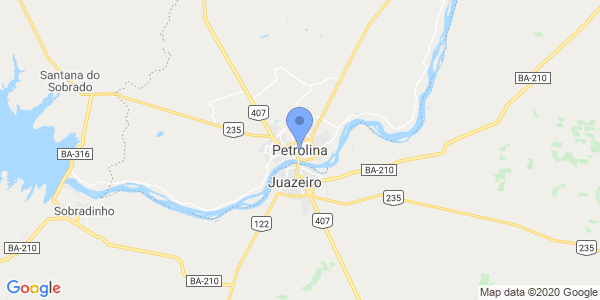 BA-210
Santana do
Sobrado
407
235
BA-316
Petrolina
BA-210
Juazeiro
235
Sobradinho
122
407
BA-210
235
BA-210
Google
Map data ©2020 Google